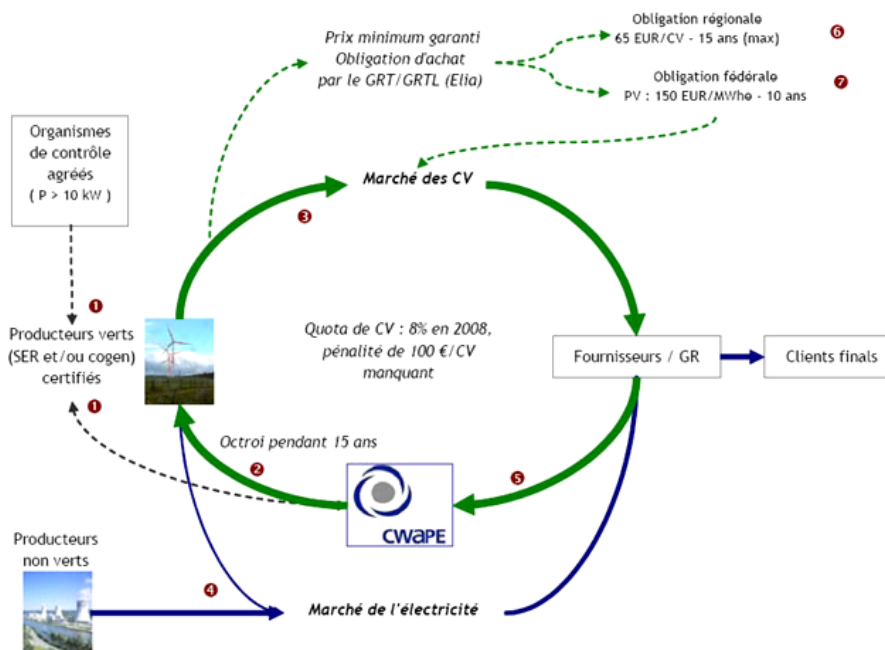 Prix minimum garanti
Obligation d'achat
par le GRT/GRTL (Elia)
Obligation régionale
65 EUR/CV - 15 ans (max)
6
Obligation fédérale
PV : 150 EUR/MWhe - 10 ans
7
Organismes
de contrôle
agréés
( P > 10 kW )
Marché des CV
3
1
Producteurs verts
(SER et/ou cogen)
certifiés
1
Quota de CV : 8% en 2008,
pénalité de 100 €/CV
manquant
Fournisseurs / GR
Clients finals
Octroi pendant 15 ans
2
5
CWAPE
Producteurs
non verts
4
Marché de l'électricité